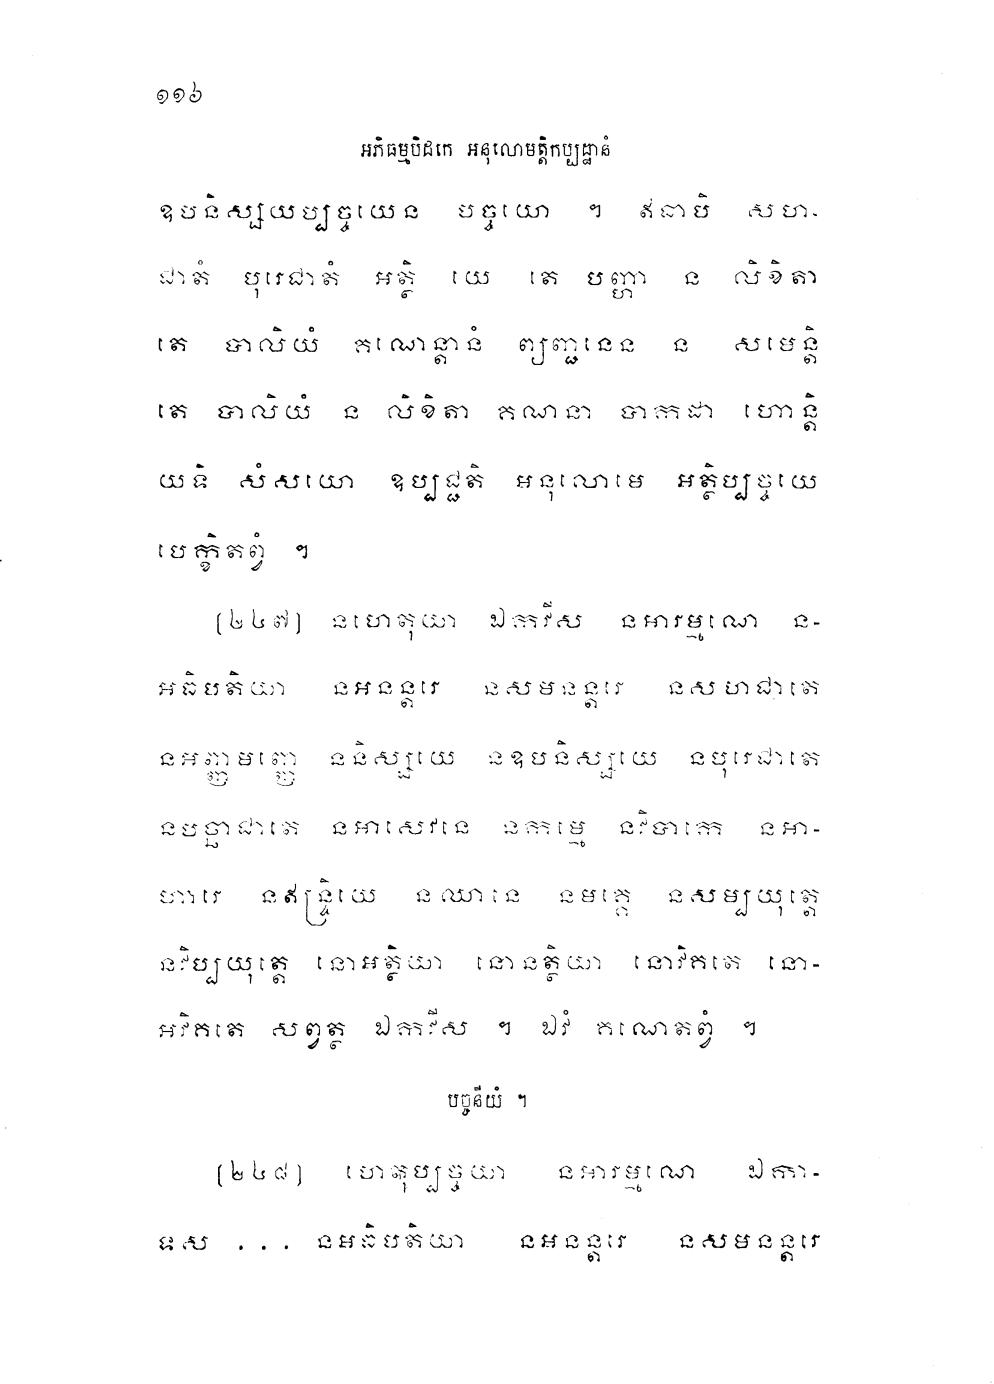 ១១៦
អភិធម្មបិដកេ អនុលោមត្តិកប្បដ្ឋានំ
ឧបនិស្សយប្បច្ចយេន បច្ចយោ ។ ឥនាបិ សហ-
ជាតំ បុរេជាតំ អត្ថិ យេ តេ បញ្ហា ន លិខិតា
តេ បាលិយំ គណេន្តានំ ព្យញ្ជនេន ន សមេន្តិ
តេ បាលិយំ ន លិខិតា គណនា បាកដា ហោន្តិ
យទិ សំសយោ ឧប្បជ្ជតិ អនុលោមេ អត្ថិប្បច្ចយេ
បេក្ខិតព្វំ ។
(២៤៧) នហេតុយា ឯកវីស នអារម្មណេ ន-
អធិបតិយា នអនន្តរេ នសមនន្តរេ នសហជាតេ
នអញ្ញមញ្ញេ ននិស្សយេ នឧបនិស្សយេ នបុរេជាតេ
នបច្ឆាជាតេ នអាសេវនេ នកម្មេ នវិបាកេ នអា-
ហារេ នឥន្ទ្រិយេ នឈានេ នមគ្គេ នសម្បយុត្តេ
នវិប្បយុត្តេ នោអត្ថិយា នោនត្ថិយា នោវិគតេ នោ-
អវិគតេ សព្វត្ថ ឯកវីស ។ ឯវំ គណេតព្វំ ។
បច្ចនីយំ ។
(២៤៨) ហេតុប្បច្ចយា នអារម្មណេ ឯកា-
ទស ... នអធិបតិយា នអនន្តរេ នសមនន្តរេ